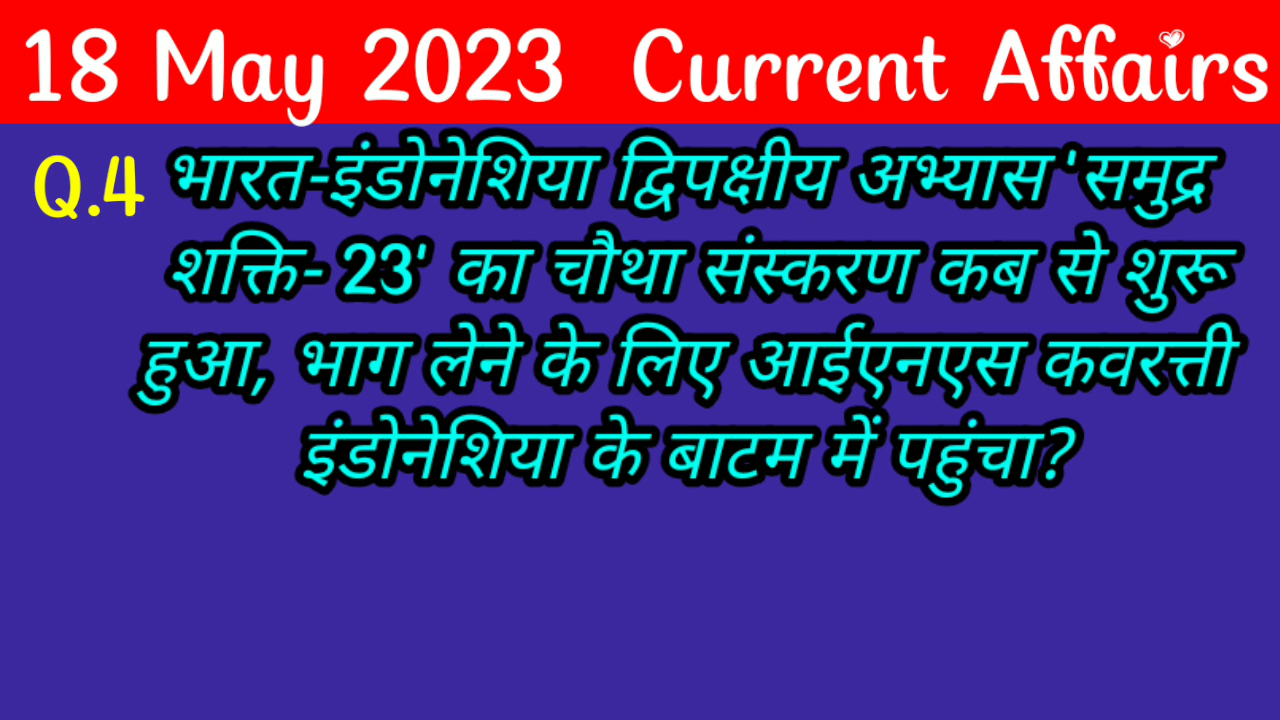 18 May 2023 Current Affairs
Q.4 भारत-इंडोनेशिया द्विपक्षीय अभ्यास 'समुद्र
शक्ति- 23' का चौथा संस्करण कब से शुरू
हुआ, भाग लेने के लिए आईएनएस कवरत्ती
इंडोनेशिया के बाटम में पहुंचा?